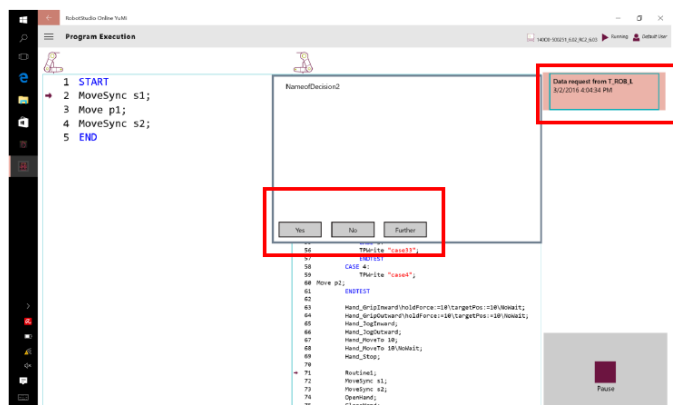 RobotStudio Online YuMi
Program Execution
Running
Default User
1 START
2 MoveSync s1;
3 Move p1;
4 MoveSync s2;
5 END
NameofDecision2
Yes
No
Further
Data request from T_ROB_L
3/2/2016 4:04:34 PM
56 TPWrite "case33";
57 ENDTEST
58 CASE 4:
59 TPWrite "case4";
60 Move p2;
61 ENDTEST
62
63 Hand_GripInward\holdForce:=10\targetPos:=10\NoWait;
64 Hand_GripOutward\holdForce:=10\targetPos:=10\NoWait;
65 Hand_JogInward;
66 Hand_JogOutward;
67 Hand_MoveTo 10;
68 Hand_MoveTo 10\NoWait;
69 Hand_Stop;
70
71 Routine1;
72 MoveSync s1;
73 MoveSync s2;
74 OpenHand;
Pause